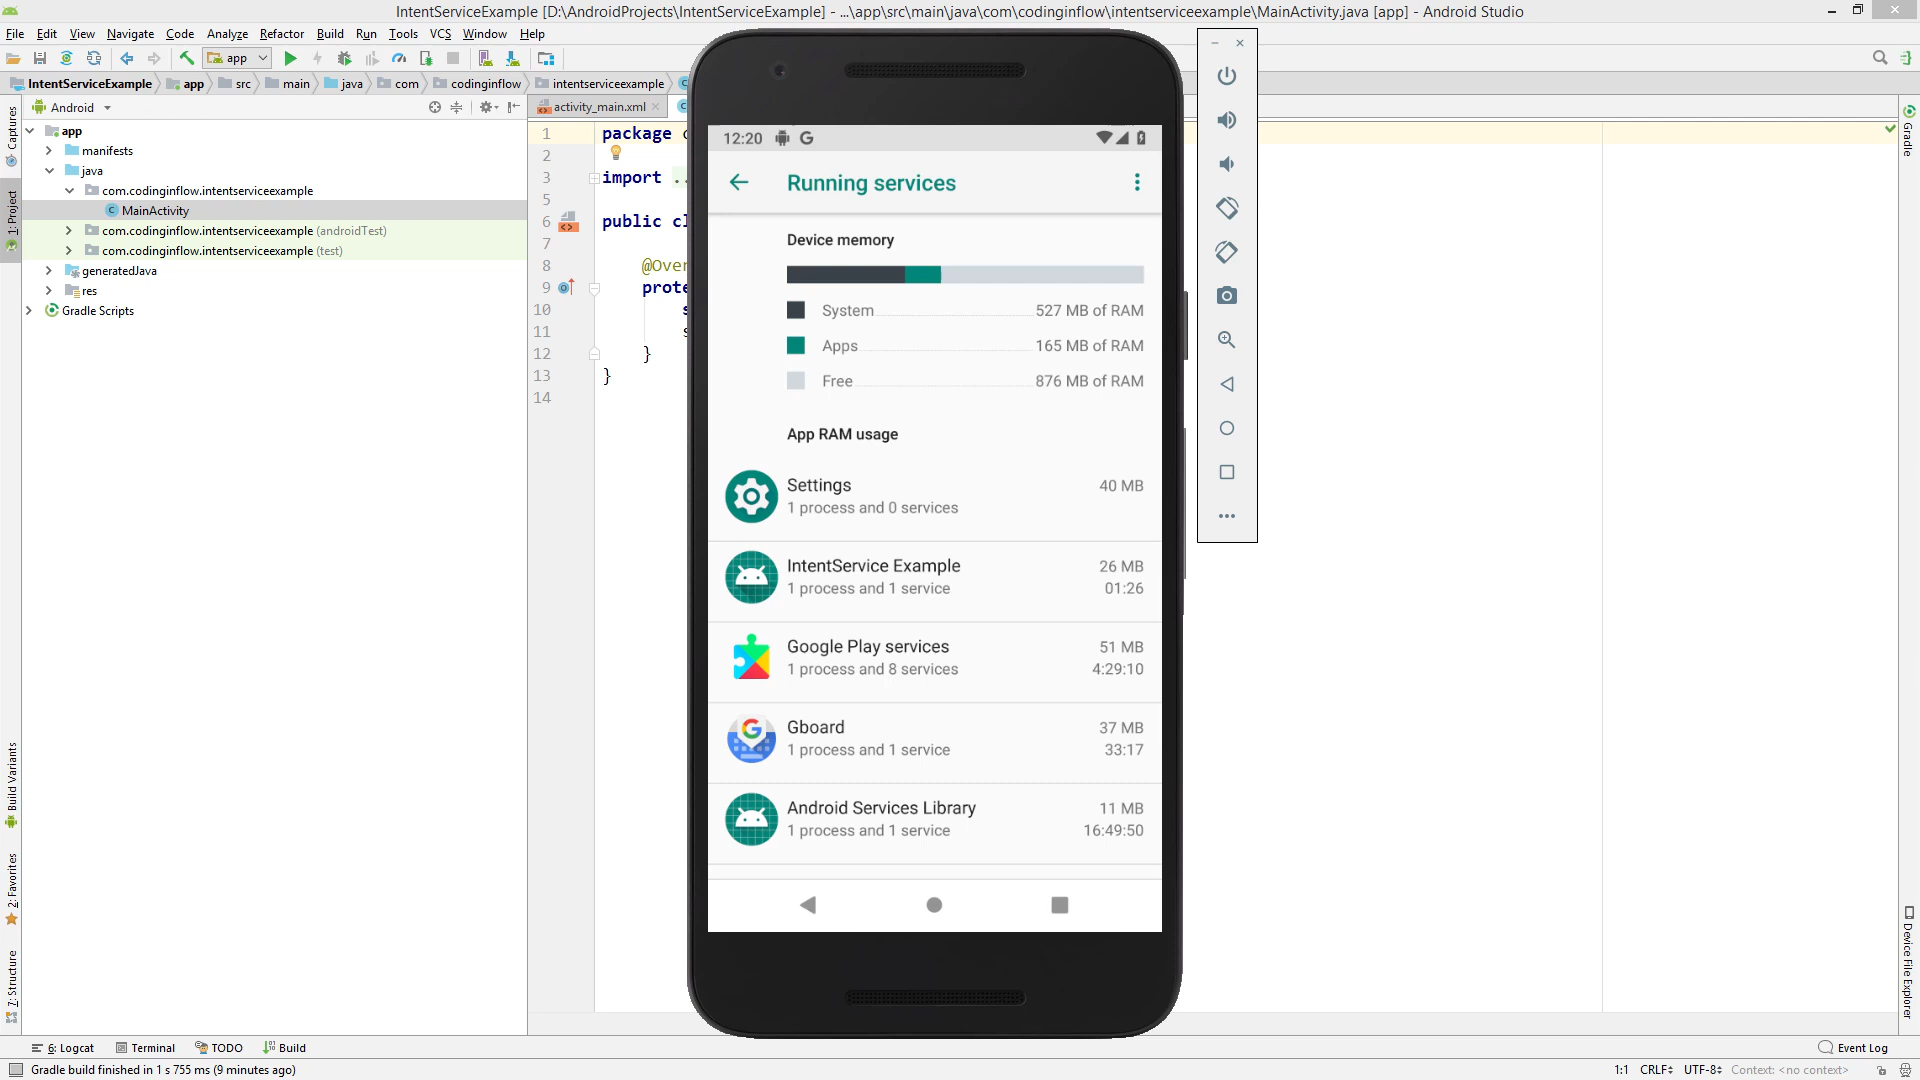 IntentServiceExample [D:\AndroidProjects\IntentServiceExample] - ...\app\src\main\java\com\codinginflow\intentserviceexample\MainActivity.java [app] - Android Studio
File Edit View Navigate Code Analyze Refactor Build Run Tools VCS Window Help
app
IntentServiceExample app src main java com codinginflow intentserviceexample
Android
activity_main.xml
Captures
1: Project
Build Variants
2: Favorites
7: Structure
app
manifests
java
com.codinginflow.intentserviceexample
MainActivity
com.codinginflow.intentserviceexample (androidTest)
com.codinginflow.intentserviceexample (test)
generatedJava
res
Gradle Scripts
1 package
2
3 import ..
5
6 public cl
7
8 @Over
9 prote
10 s
11 s
12 }
13 }
14
12:20
Running services
Device memory
System 527 MB of RAM
Apps 165 MB of RAM
Free 876 MB of RAM
App RAM usage
Settings 40 MB
1 process and 0 services
IntentService Example 26 MB
1 process and 1 service 01:26
Google Play services 51 MB
1 process and 8 services 4:29:10
Gboard 37 MB
1 process and 1 service 33:17
Android Services Library 11 MB
1 process and 1 service 16:49:50
Gradle
Device File Explorer
6: Logcat Terminal TODO Build Event Log
Gradle build finished in 1 s 755 ms (9 minutes ago) 1:1 CRLF UTF-8 Context: <no context>